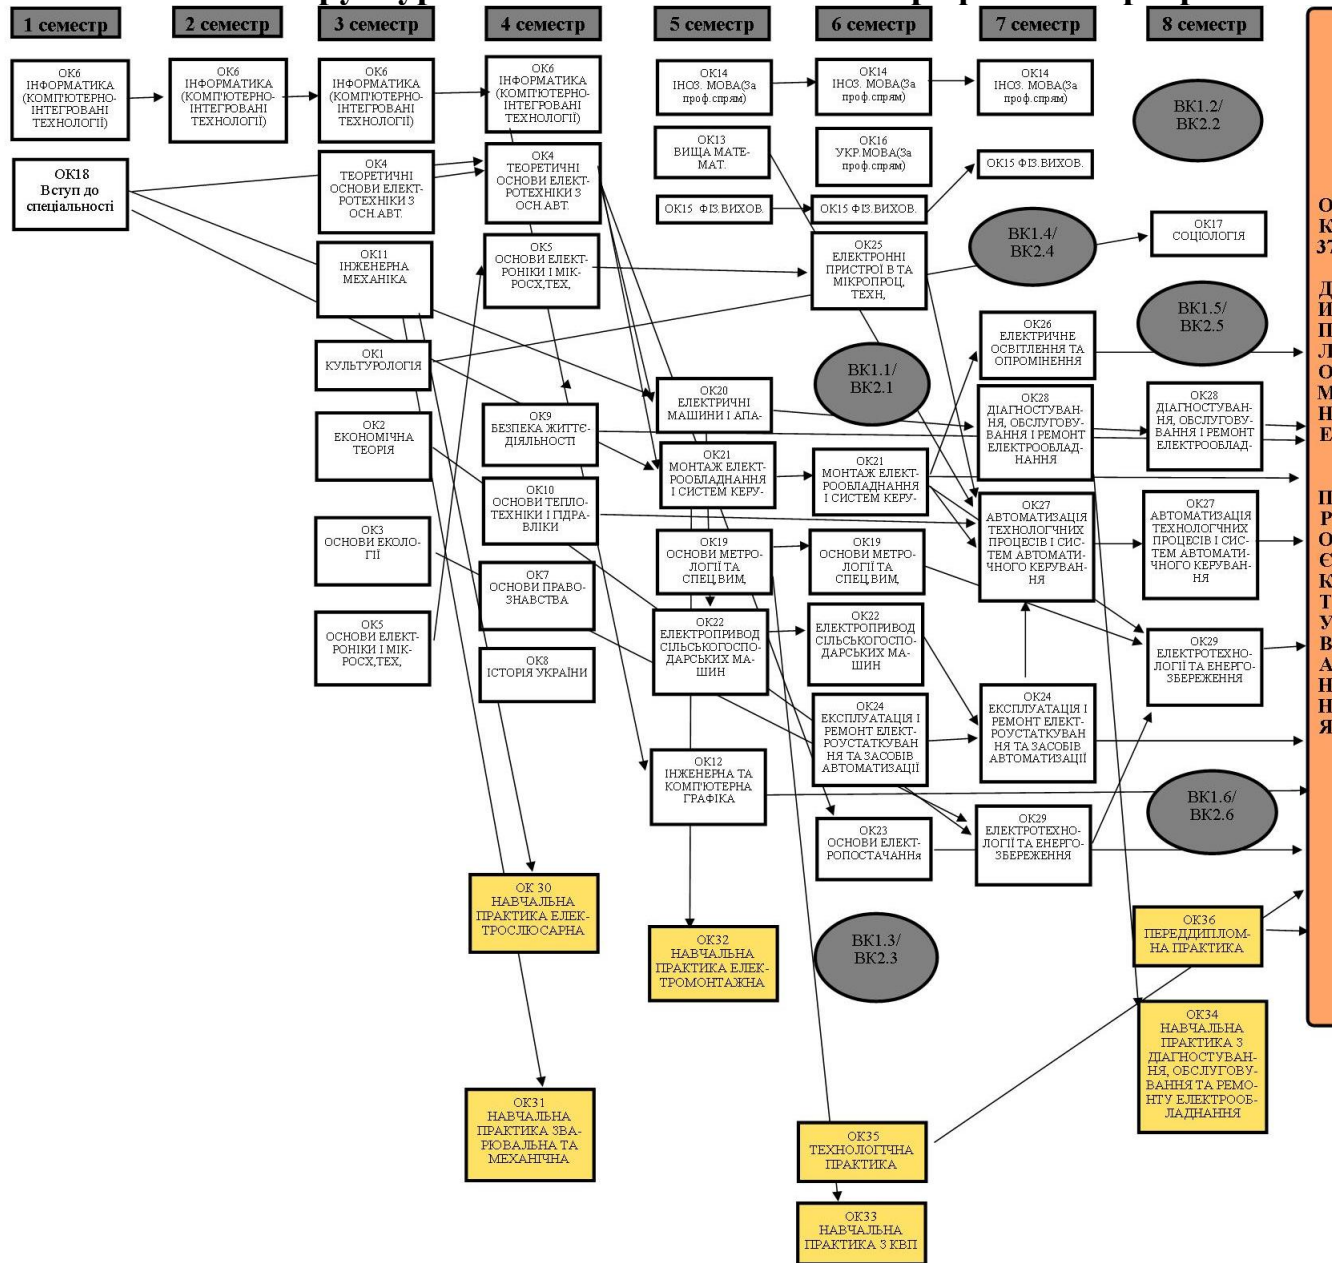 1 семестр
2 семестр
3 семестр
4 семестр
5 семестр
6 семестр
7 семестр
8 семестр
ОК6
ІНФОРМАТИКА
(КОМП'ЮТЕРНО-
ІНТЕГРОВАНІ
ТЕХНОЛОГІЇ)
ОК18
Вступ до
спеціальності
ОК6
ІНФОРМАТИКА
(КОМП'ЮТЕРНО-
ІНТЕГРОВАНІ
ТЕХНОЛОГІЇ)
ОК6
ІНФОРМАТИКА
(КОМП'ЮТЕРНО-
ІНТЕГРОВАНІ
ТЕХНОЛОГІЇ)
ОК4
ТЕОРЕТИЧНІ
ОСНОВИ ЕЛЕКТ-
РОТЕХНІКИ З
ОСН.АВТ.
ОК11
ІНЖЕНЕРНА
МЕХАНІКА
ОК1
КУЛЬТУРОЛОГІЯ
ОК2
ЕКОНОМІЧНА
ТЕОРІЯ
ОК3
ОСНОВИ ЕКОЛО-
ГІЇ
ОК5
ОСНОВИ ЕЛЕКТ-
РОНІКИ І МІК-
РОСХ,ТЕХ,
ОК6
ІНФОРМАТИКА
(КОМП'ЮТЕРНО-
ІНТЕГРОВАНІ
ТЕХНОЛОГІЇ)
ОК4
ТЕОРЕТИЧНІ
ОСНОВИ ЕЛЕКТ-
РОТЕХНІКИ З
ОСН.АВТ.
ОК5
ОСНОВИ ЕЛЕКТ-
РОНІКИ І МІК-
РОСХ,ТЕХ,
ОК9
БЕЗПЕКА ЖИТТЄ-
ДІЯЛЬНОСТІ
ОК10
ОСНОВИ ТЕПЛО-
ТЕХНІКИ І ГІДРА-
ВЛІКИ
ОК7
ОСНОВИ ПРАВО-
ЗНАВСТВА
ОК8
ІСТОРІЯ УКРАЇНИ
ОК 30
НАВЧАЛЬНА
ПРАКТИКА ЕЛЕК-
ТРОСЛЮСАРНА
ОК31
НАВЧАЛЬНА
ПРАКТИКА ЗВА-
РЮВАЛЬНА ТА
МЕХАНІЧНА
ОК14
ІНОЗ. МОВА(За
проф.спрям)
ОК13
ВИЩА МАТЕ-
МАТ.
ОК15 ФІЗ.ВИХОВ.
ОК20
ЕЛЕКТРИЧНІ
МАШИНИ І АПА-
ОК21
МОНТАЖ ЕЛЕКТ-
РООБЛАДНАННЯ
І СИСТЕМ КЕРУ-
ОК19
ОСНОВИ МЕТРО-
ЛОГІЇ ТА
СПЕЦ,ВИМ,
ОК22
ЕЛЕКТРОПРИВОД
СІЛЬСЬКОГОСПО-
ДАРСЬКИХ МА-
ШИН
ОК12
ІНЖЕНЕРНА ТА
КОМП'ЮТЕРНА
ГРАФІКА
ОК32
НАВЧАЛЬНА
ПРАКТИКА ЕЛЕК-
ТРОМОНТАЖНА
ОК14
ІНОЗ. МОВА(За
проф.спрям)
ОК16
УКР.МОВА(За
проф.спрям)
ОК15 ФІЗ.ВИХОВ.
ОК25
ЕЛЕКТРОННІ
ПРИСТРОЇ В ТА
МІКРОПРОЦ,
ТЕХН,
ВК1.1/
ВК2.1
ОК21
МОНТАЖ ЕЛЕКТ-
РООБЛАДНАННЯ
І СИСТЕМ КЕРУ-
ОК19
ОСНОВИ МЕТРО-
ЛОГІЇ ТА
СПЕЦ,ВИМ,
ОК22
ЕЛЕКТРОПРИВОД
СІЛЬСЬКОГОСПО-
ДАРСЬКИХ МА-
ШИН
ОК24
ЕКСПЛУАТАЦІЯ І
РЕМОНТ ЕЛЕКТ-
РОУСТАТКУВАН
НЯ ТА ЗАСОБІВ
АВТОМАТИЗАЦІЇ
ОК23
ОСНОВИ ЕЛЕКТ-
РОПОСТАЧАННя
ВК1.3/
ВК2.3
ОК35
ТЕХНОЛОГІЧНА
ПРАКТИКА
ОК33
НАВЧАЛЬНА
ПРАКТИКА З КВП
ОК14
ІНОЗ. МОВА(За
проф.спрям)
ОК15 ФІЗ.ВИХОВ.
ВК1.4/
ВК2.4
ОК26
ЕЛЕКТРИЧНЕ
ОСВІТЛЕННЯ ТА
ОПРОМІНЕННЯ
ОК28
ДІАГНОСТУВАН-
НЯ, ОБСЛУГОВУ-
ВАННЯ І РЕМОНТ
ЕЛЕКТРООБЛАД-
НАННЯ
ОК27
АВТОМАТИЗАЦІЯ
ТЕХНОЛОГЧНИХ
ПРОЦЕСІВ І СИС-
ТЕМ АВТОМАТИ-
ЧНОГО КЕРУВАН-
НЯ
ОК24
ЕКСПЛУАТАЦІЯ І
РЕМОНТ ЕЛЕКТ-
РОУСТАТКУВАН
НЯ ТА ЗАСОБІВ
АВТОМАТИЗАЦІЇ
ОК29
ЕЛЕКТРОТЕХНО-
ЛОГІЇ ТА ЕНЕРГО-
ЗБЕРЕЖЕННЯ
ВК1.2/
ВК2.2
ОК17
СОЦІОЛОГІЯ
ВК1.5/
ВК2.5
ОК28
ДІАГНОСТУВАН-
НЯ, ОБСЛУГОВУ-
ВАННЯ І РЕМОНТ
ЕЛЕКТРООБЛАД-
ОК27
АВТОМАТИЗАЦІЯ
ТЕХНОЛОГЧНИХ
ПРОЦЕСІВ І СИС-
ТЕМ АВТОМАТИ-
ЧНОГО КЕРУВАН-
НЯ
ОК29
ЕЛЕКТРОТЕХНО-
ЛОГІЇ ТА ЕНЕРГО-
ЗБЕРЕЖЕННЯ
ВК1.6/
ВК2.6
ОК36
ПЕРЕДДИПЛОМ-
НА ПРАКТИКА
ОК34
НАВЧАЛЬНА
ПРАКТИКА З
ДІАГНОСТУВАН-
НЯ, ОБСЛУГОВУ-
ВАННЯ ТА РЕМО-
НТУ ЕЛЕКТРООБ-
ЛАДНАННЯ
О
К
37
Д
И
П
Л
О
М
Н
Е
П
Р
О
Є
К
Т
У
В
А
Н
Н
Я